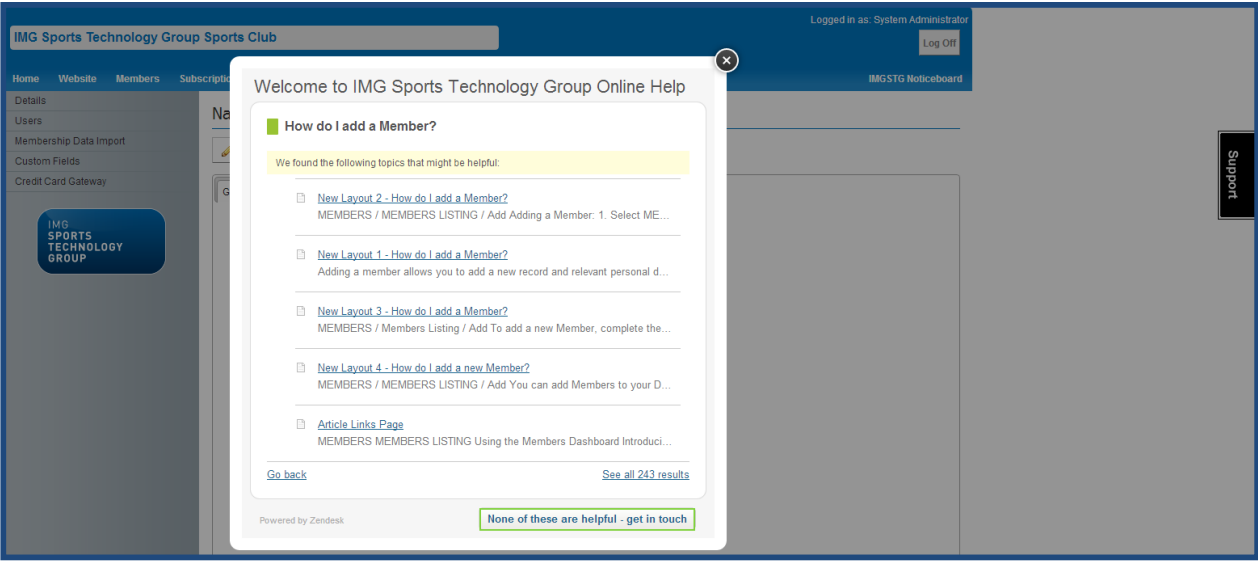 Logged in as: System Administrator
IMG Sports Technology Group Sports Club
Log Off
Home Website Members Subscriptio
IMGSTG Noticeboard
Details
Users
Membership Data Import
Custom Fields
Credit Card Gateway
IMG
SPORTS
TECHNOLOGY
GROUP
Na
G
Welcome to IMG Sports Technology Group Online Help
How do I add a Member?
We found the following topics that might be helpful:
New Layout 2 - How do I add a Member?
MEMBERS / MEMBERS LISTING / Add Adding a Member: 1. Select ME...
New Layout 1 - How do I add a Member?
Adding a member allows you to add a new record and relevant personal d...
New Layout 3 - How do I add a Member?
MEMBERS / Members Listing / Add To add a new Member, complete the...
New Layout 4 - How do I add a new Member?
MEMBERS / MEMBERS LISTING / Add You can add Members to your D...
Article Links Page
MEMBERS MEMBERS LISTING Using the Members Dashboard Introduci...
Go back
See all 243 results
Powered by Zendesk
None of these are helpful - get in touch
Support